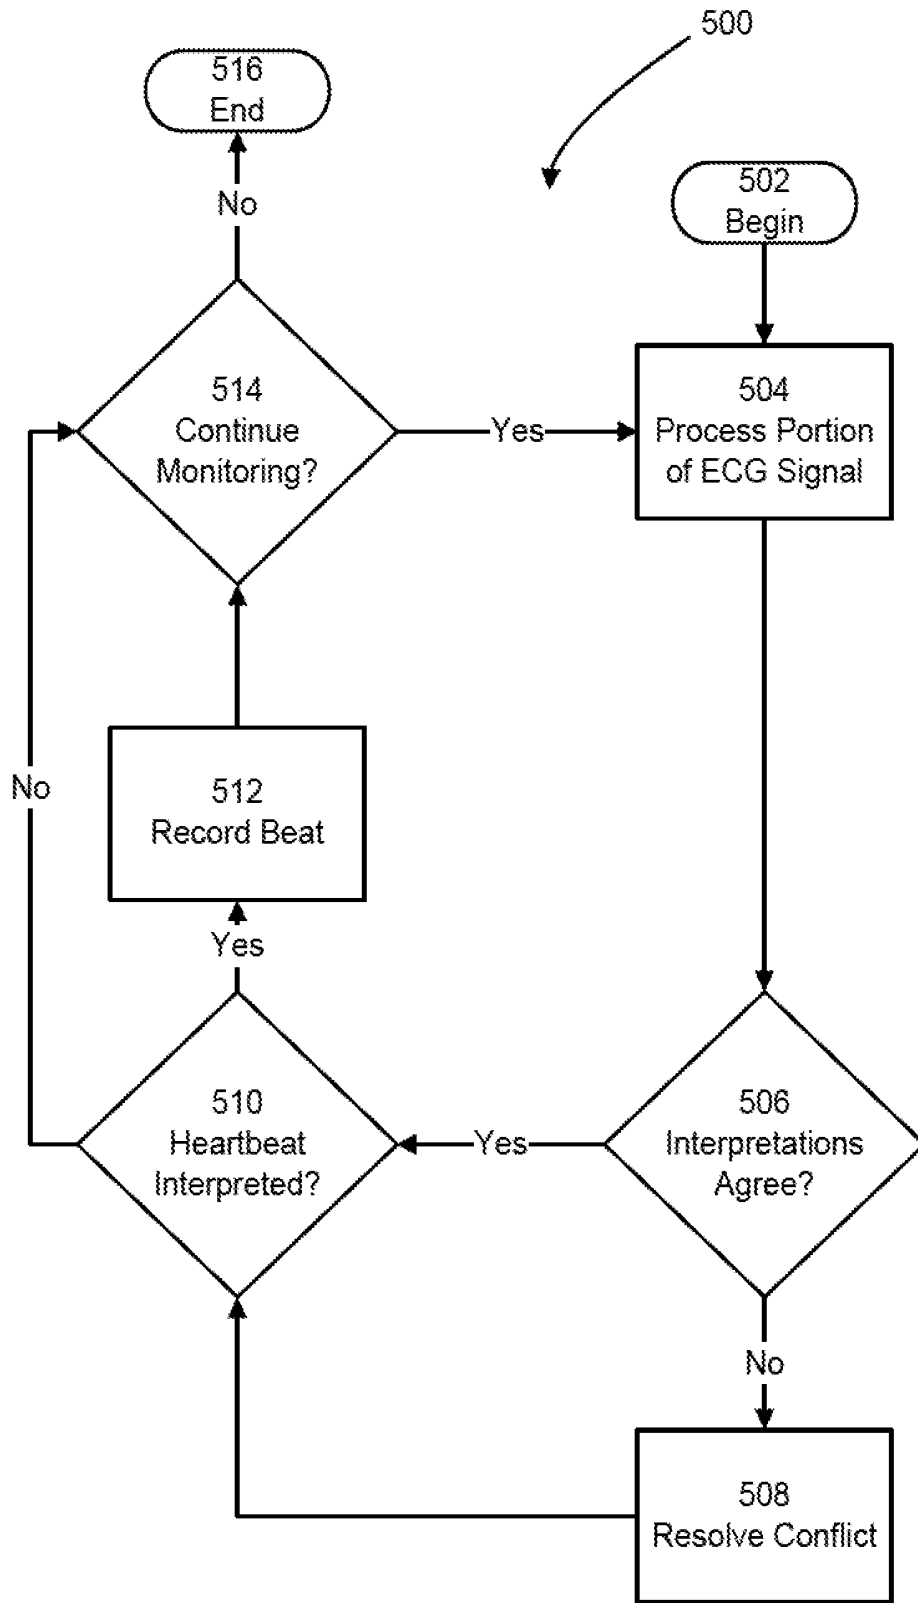 500
516
End
502
Begin
No
514
Continue
Monitoring?
Yes
504
Process Portion
of ECG Signal
No
512
Record Beat
Yes
510
Heartbeat
Interpreted?
Yes
506
Interpretations
Agree?
No
508
Resolve Conflict